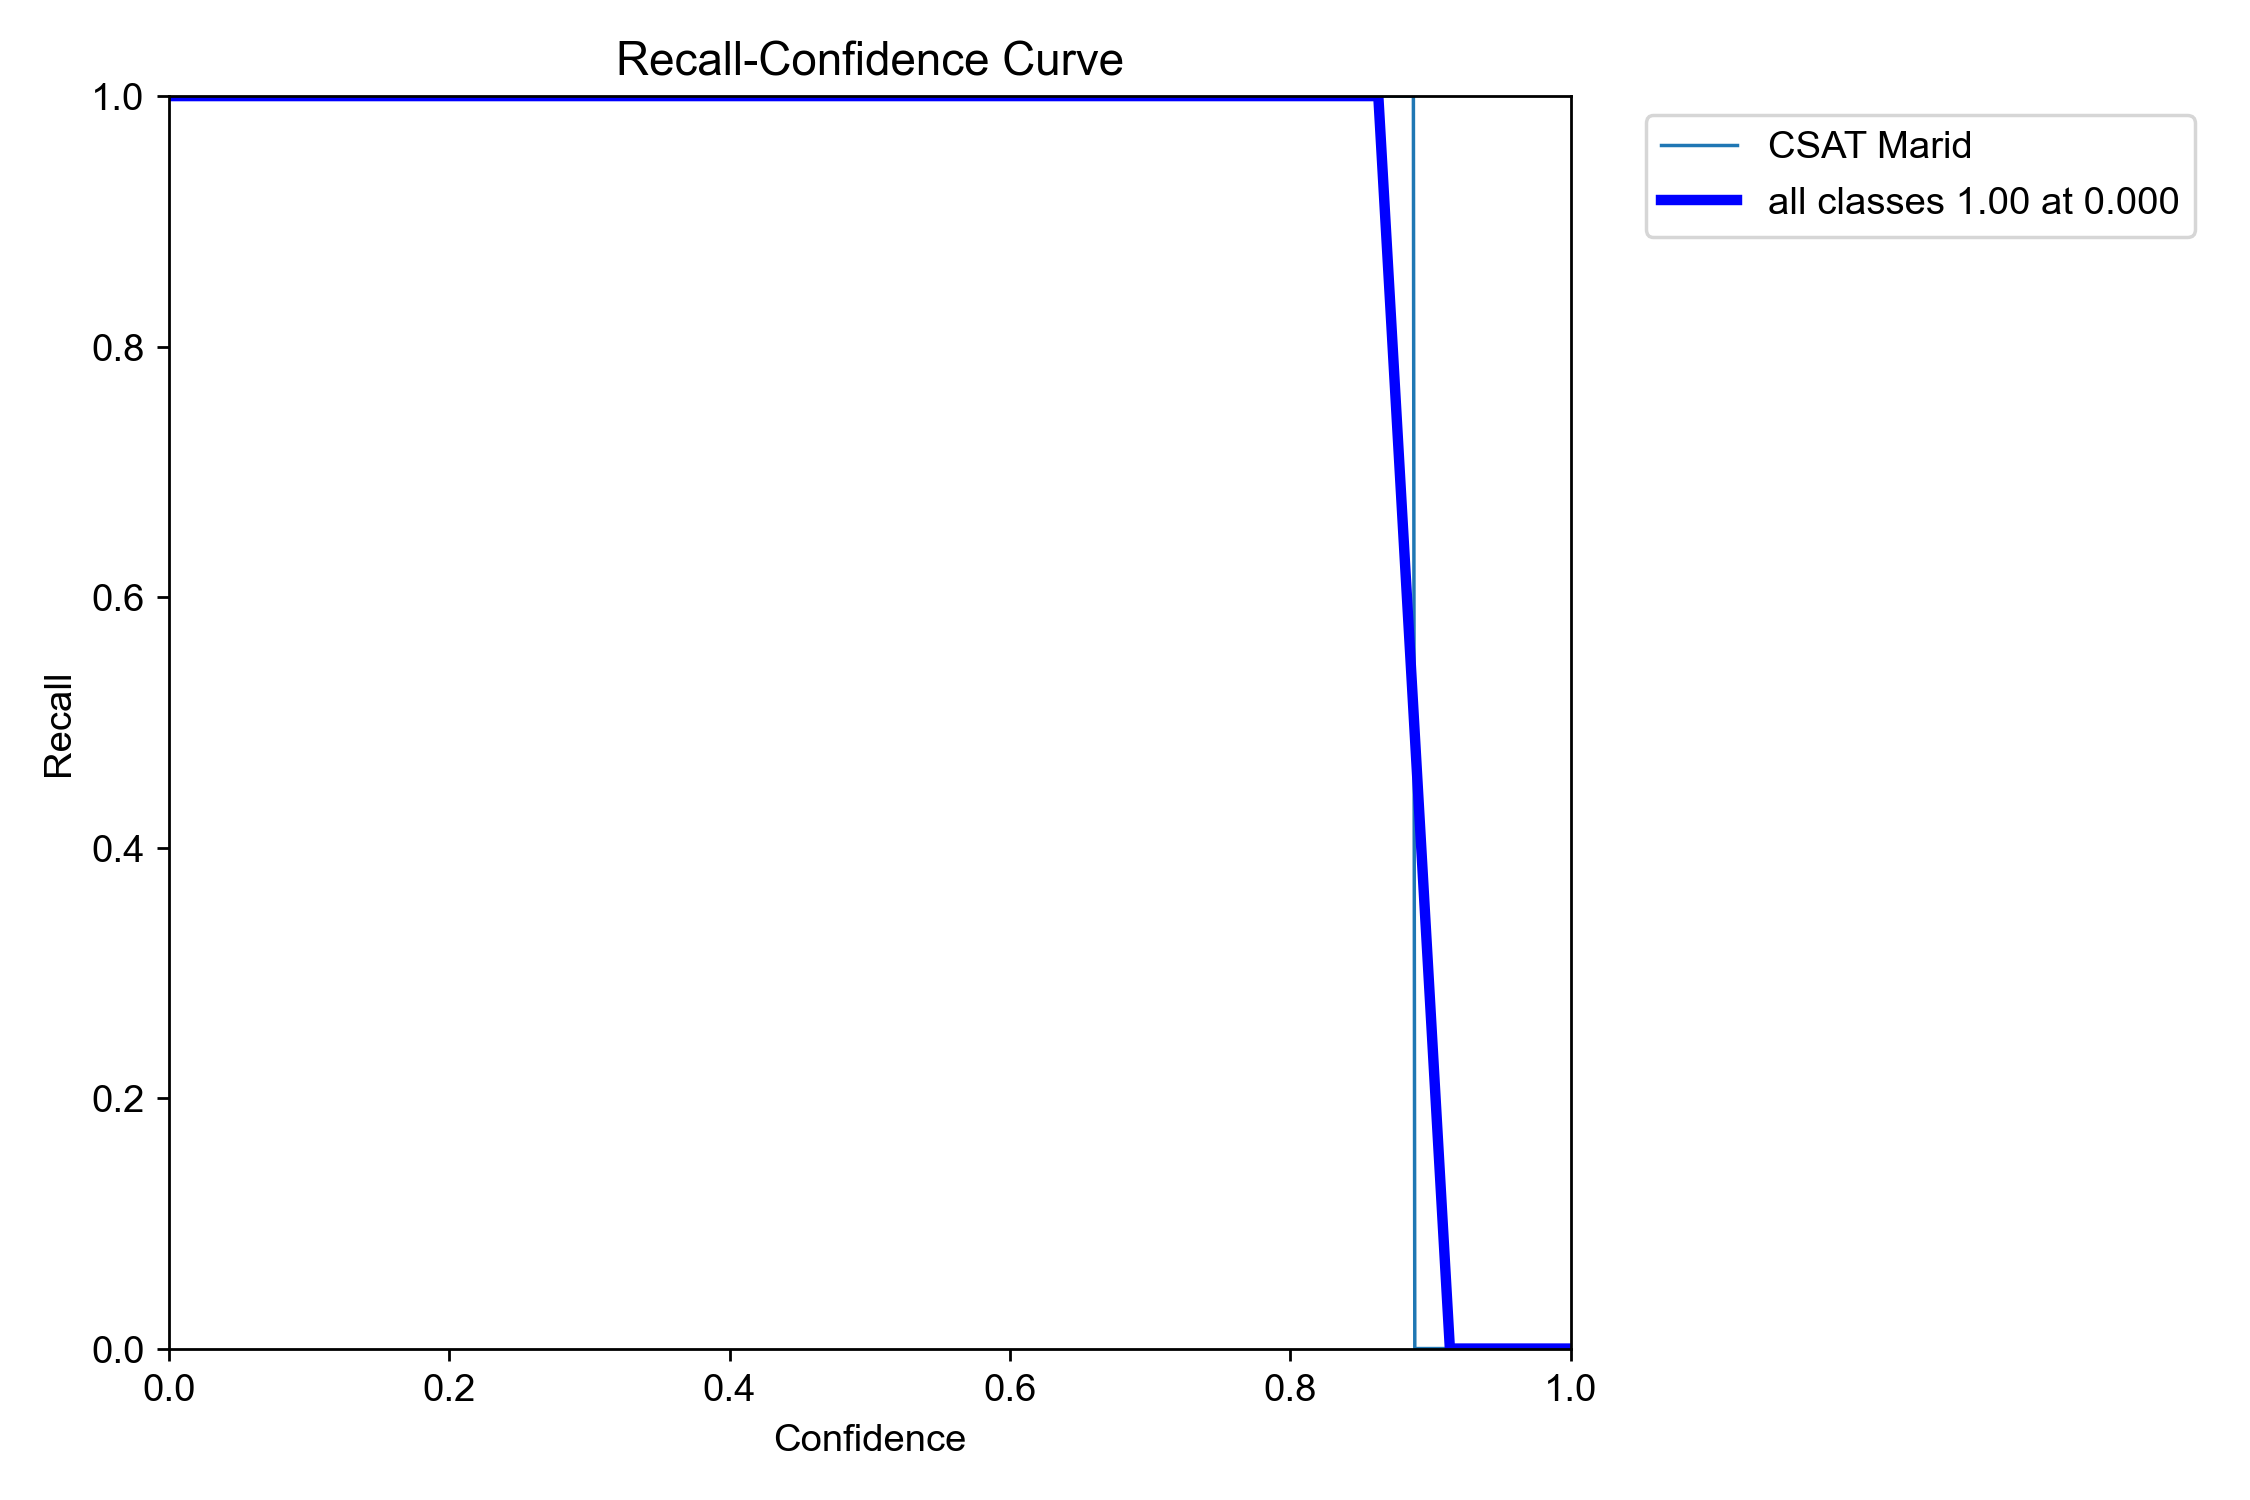 Recall-Confidence Curve
1.0
0.8
0.6
0.4
0.2
0.0
Recall
0.0 0.2 0.4 0.6 0.8 1.0
Confidence
CSAT Marid
all classes 1.00 at 0.000